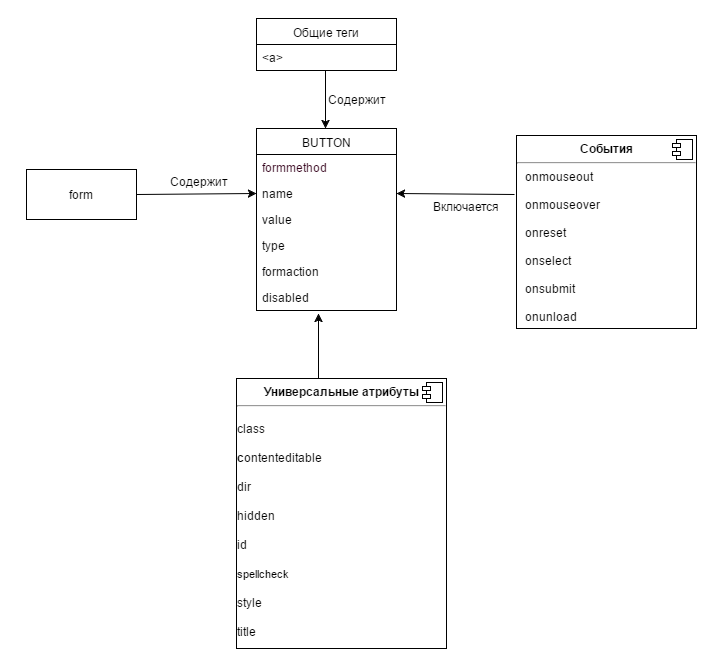 Общие теги
<a>
Содержит
BUTTON
formmethod
name
value
type
formaction
disabled
form
Содержит
События
onmouseout
onmouseover
onreset
onselect
onsubmit
onunload
Включается
Универсальные атрибуты
class
contenteditable
dir
hidden
id
spellcheck
style
title